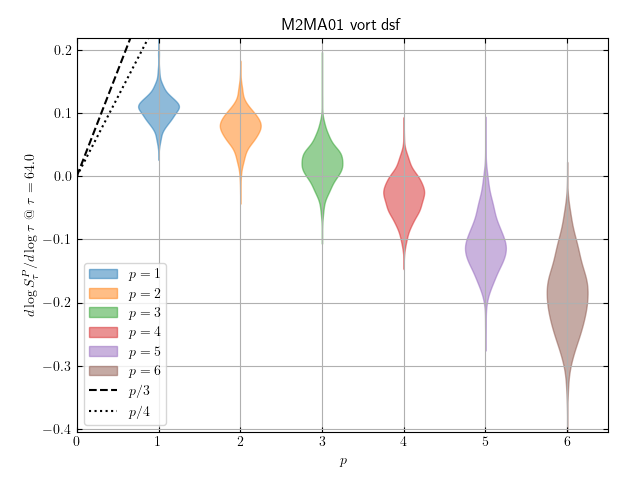 M2MA01 vort dsf
d log S_τ^P / d log τ @ τ = 64.0
0.2
0.1
0.0
−0.1
−0.2
−0.3
−0.4
p = 1
p = 2
p = 3
p = 4
p = 5
p = 6
p/3
p/4
0 1 2 3 4 5 6
p